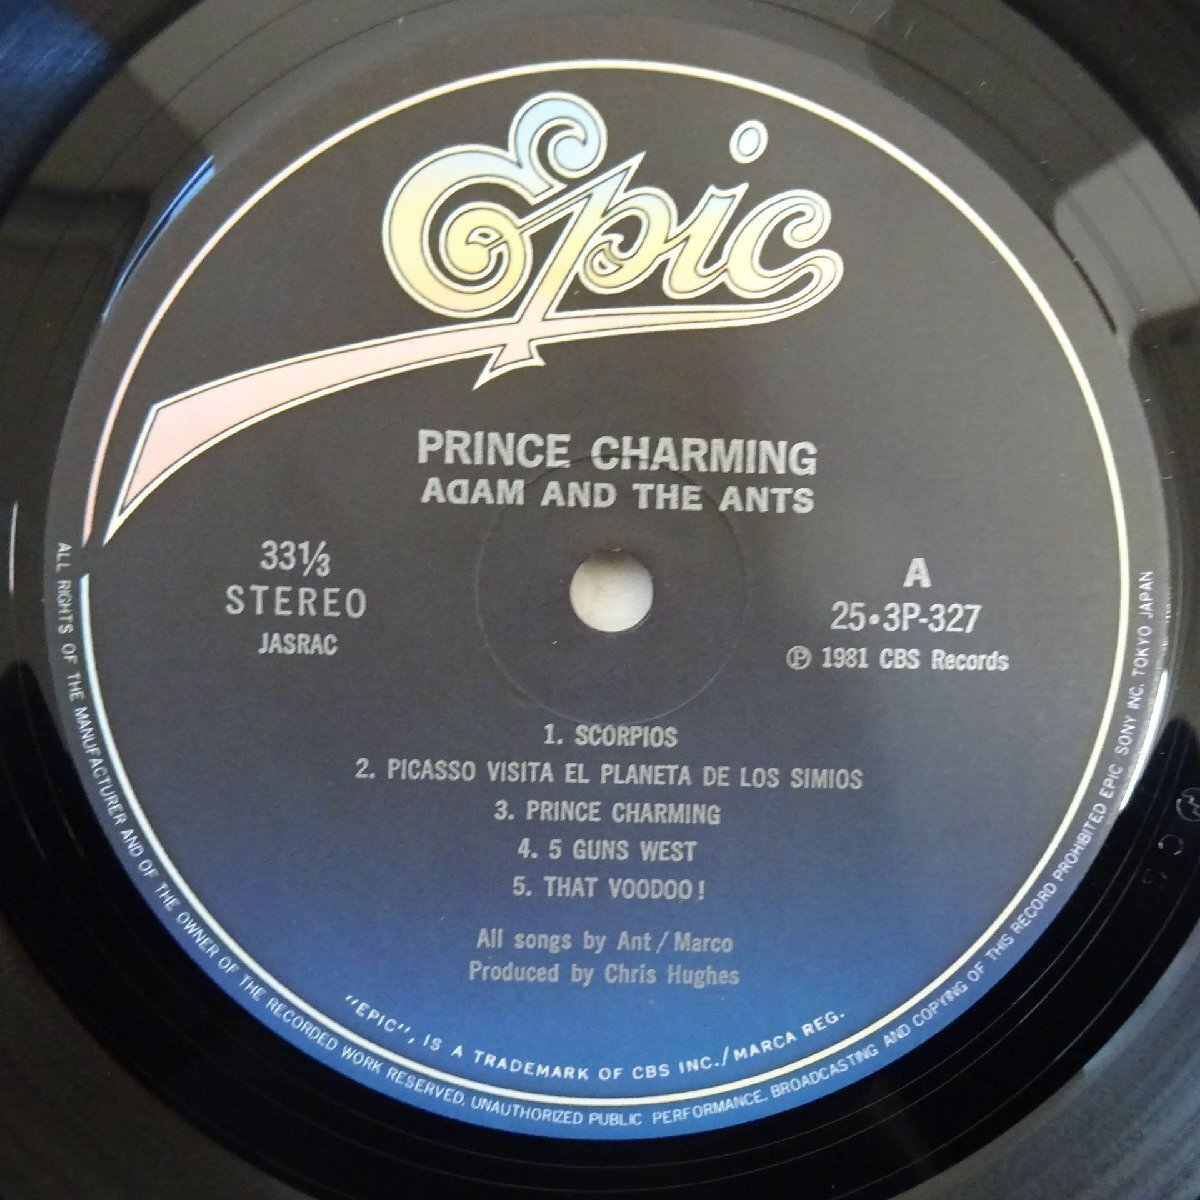 Epic
PRINCE CHARMING
ADAM AND THE ANTS
33⅓
STEREO
JASRAC
A
25・3P-327
Ⓟ 1981 CBS Records
1. SCORPIOS
2. PICASSO VISITA EL PLANETA DE LOS SIMIOS
3. PRINCE CHARMING
4. 5 GUNS WEST
5. THAT VOODOO!
All songs by Ant / Marco
Produced by Chris Hughes
"EPIC", IS A TRADEMARK OF CBS INC./MARCA REG.
ALL RIGHTS OF THE MANUFACTURER AND OF THE OWNER OF THE RECORDED WORK RESERVED. UNAUTHORIZED PUBLIC PERFORMANCE. BROADCASTING AND COPYING OF THIS RECORD PROHIBITED EPIC SONY INC. TOKYO JAPAN